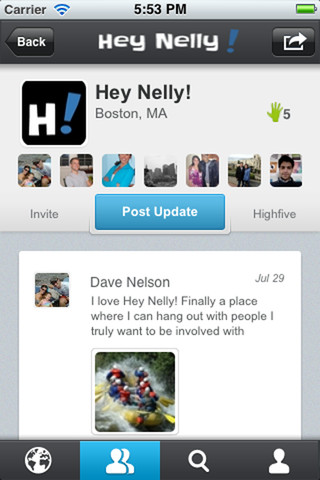 Carrier 5:53 PM
Back Hey Nelly!
H!
Hey Nelly!
Boston, MA
5
Invite Post Update Highfive
Dave Nelson Jul 29
I love Hey Nelly! Finally a place
where I can hang out with people I
truly want to be involved with